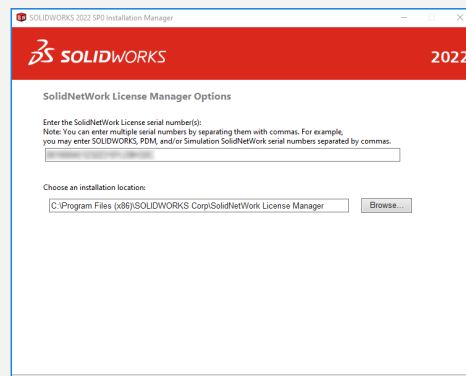 SOLIDWORKS 2022 SP0 Installation Manager
SOLIDWORKS
2022
SolidNetWork License Manager Options
Enter the SolidNetWork License serial number(s):
Note: You can enter multiple serial numbers by separating them with commas. For example,
you may enter SOLIDWORKS, PDM, and/or Simulation SolidNetWork serial numbers separated by commas.
Choose an installation location:
C:\Program Files (x86)\SOLIDWORKS Corp\SolidNetWork License Manager
Browse...